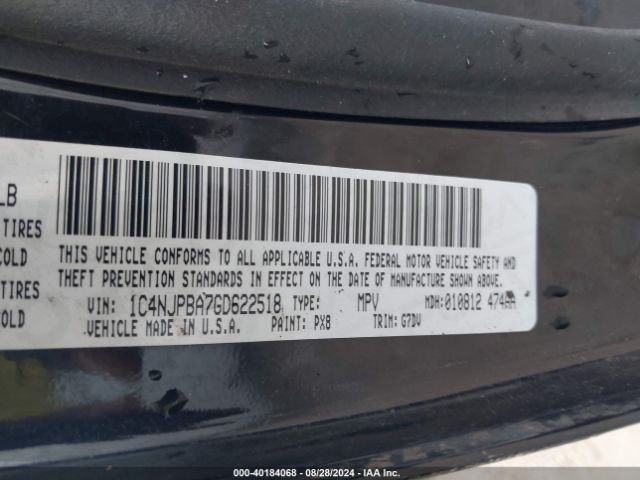 LB
TIRES
COLD
TIRES
COLD
THIS VEHICLE CONFORMS TO ALL APPLICABLE U.S.A. FEDERAL MOTOR VEHICLE SAFETY AND
THEFT PREVENTION STANDARDS IN EFFECT ON THE DATE OF MANUFACTURE SHOWN ABOVE.
VIN: 1C4NJPBA7GD622518 TYPE: MPV MDH: 010812 474
VEHICLE MADE IN U.S.A. PAINT: PX8 TRIM: G7DV
000-40184068 - 08/28/2024 - IAA Inc.